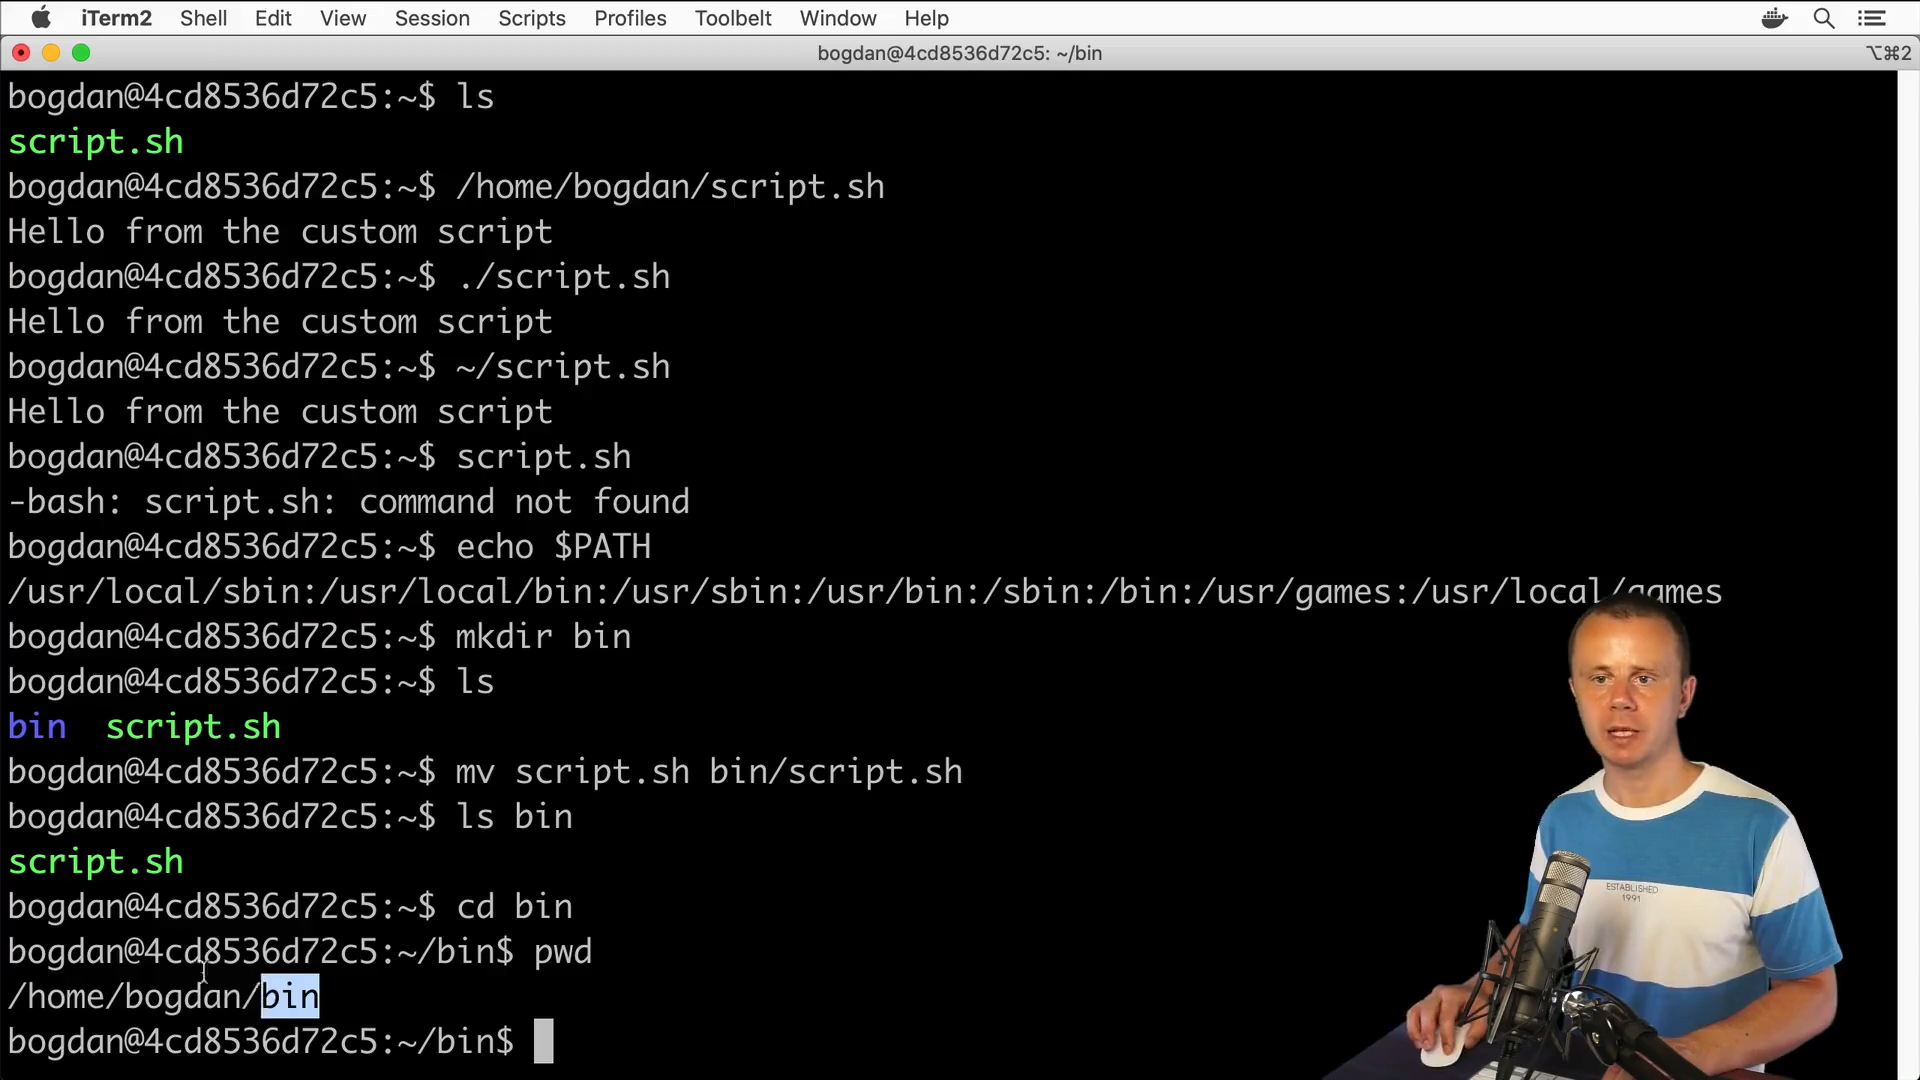 iTerm2 Shell Edit View Session Scripts Profiles Toolbelt Window Help
bogdan@4cd8536d72c5: ~/bin ⌥⌘2
bogdan@4cd8536d72c5:~$ ls
script.sh
bogdan@4cd8536d72c5:~$ /home/bogdan/script.sh
Hello from the custom script
bogdan@4cd8536d72c5:~$ ./script.sh
Hello from the custom script
bogdan@4cd8536d72c5:~$ ~/script.sh
Hello from the custom script
bogdan@4cd8536d72c5:~$ script.sh
-bash: script.sh: command not found
bogdan@4cd8536d72c5:~$ echo $PATH
/usr/local/sbin:/usr/local/bin:/usr/sbin:/usr/bin:/sbin:/bin:/usr/games:/usr/local/games
bogdan@4cd8536d72c5:~$ mkdir bin
bogdan@4cd8536d72c5:~$ ls
bin script.sh
bogdan@4cd8536d72c5:~$ mv script.sh bin/script.sh
bogdan@4cd8536d72c5:~$ ls bin
script.sh
bogdan@4cd8536d72c5:~$ cd bin
bogdan@4cd8536d72c5:~/bin$ pwd
/home/bogdan/bin
bogdan@4cd8536d72c5:~/bin$
ESTABLISHED
1991